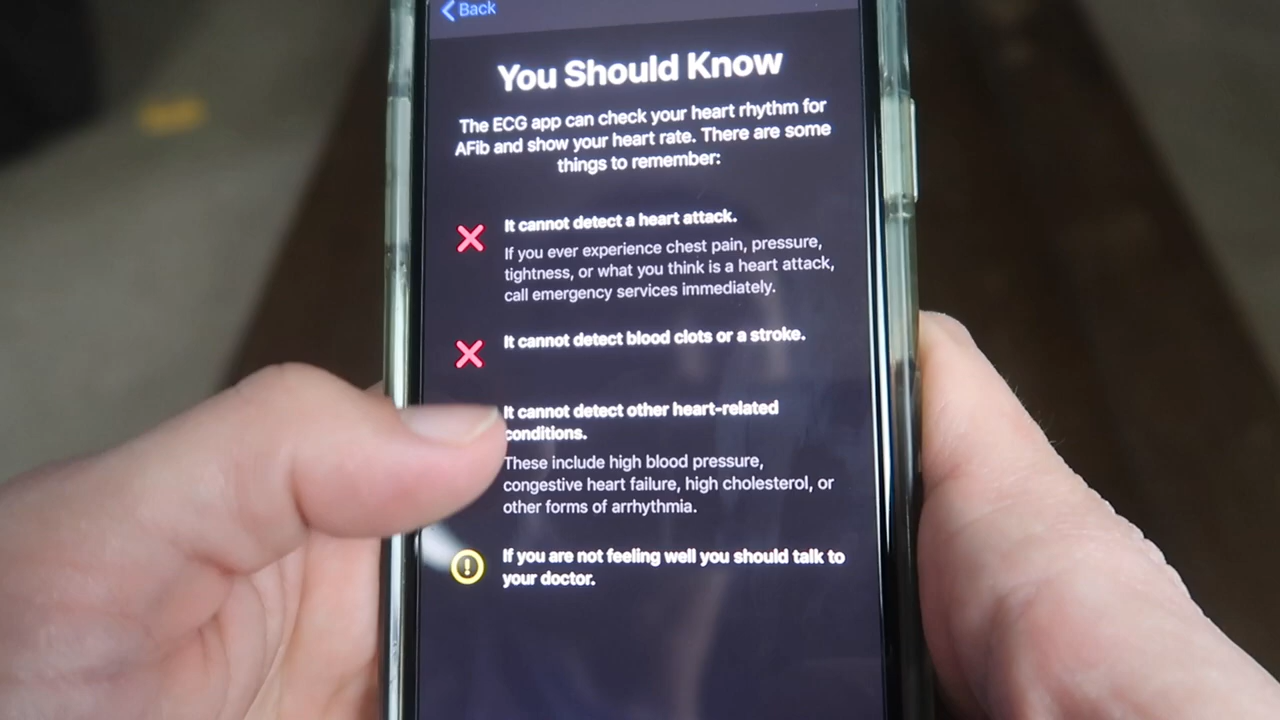 Back
You Should Know
The ECG app can check your heart rhythm for
AFib and show your heart rate. There are some
things to remember:
It cannot detect a heart attack.
If you ever experience chest pain, pressure,
tightness, or what you think is a heart attack,
call emergency services immediately.
It cannot detect blood clots or a stroke.
It cannot detect other heart-related
conditions.
These include high blood pressure,
congestive heart failure, high cholesterol, or
other forms of arrhythmia.
If you are not feeling well you should talk to
your doctor.